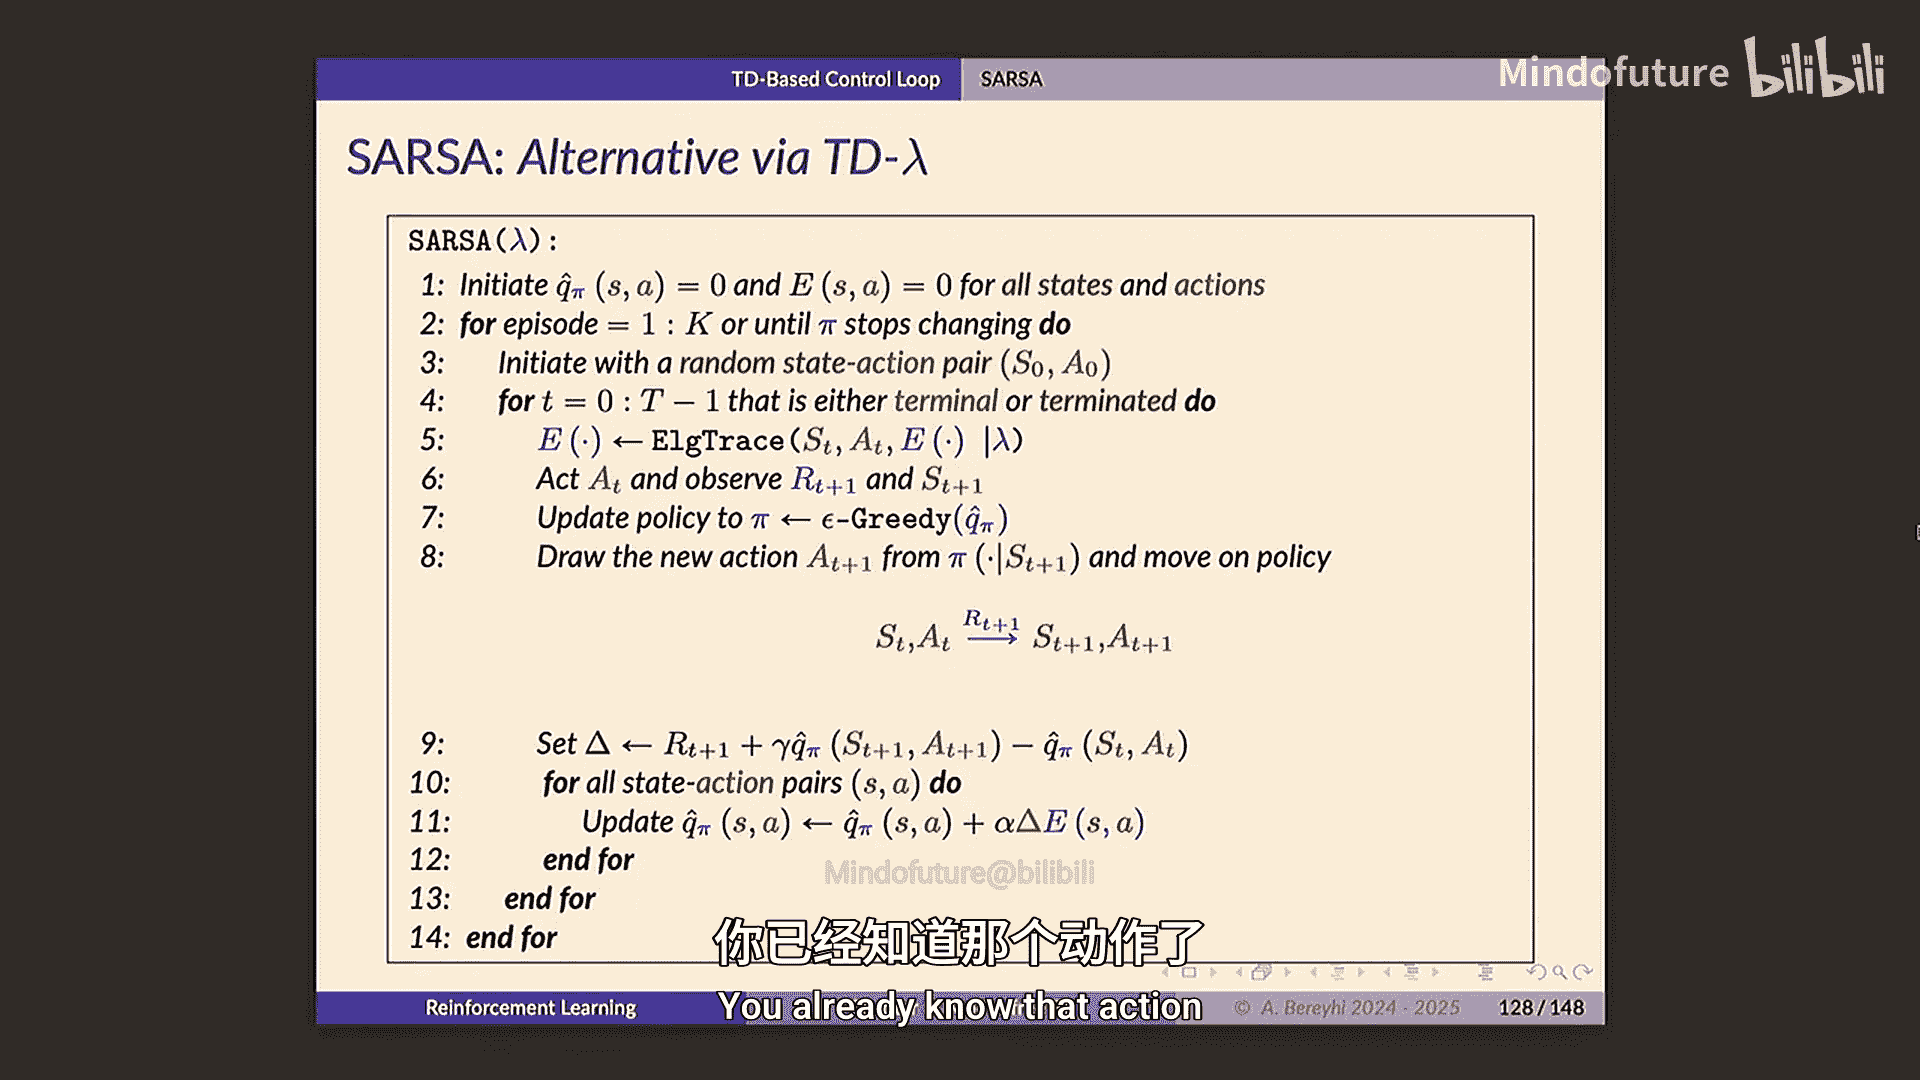 TD-Based Control Loop SARSA
Mindofuture bilibili
SARSA: Alternative via TD-λ
SARSA(λ):
1: Initiate q̂π (s, a) = 0 and E (s, a) = 0 for all states and actions
2: for episode = 1 : K or until π stops changing do
3: Initiate with a random state-action pair (S0, A0)
4: for t = 0 : T − 1 that is either terminal or terminated do
5: E (·) ← ElgTrace(St, At, E (·) |λ)
6: Act At and observe Rt+1 and St+1
7: Update policy to π ← ϵ-Greedy(q̂π)
8: Draw the new action At+1 from π (·|St+1) and move on policy
St,At Rt+1⟶ St+1,At+1
9: Set Δ ← Rt+1 + γq̂π (St+1, At+1) − q̂π (St, At)
10: for all state-action pairs (s, a) do
11: Update q̂π (s, a) ← q̂π (s, a) + αΔE (s, a)
12: end for
Mindofuture@bilibili
13: end for
14: end for
你已经知道那个动作了
Reinforcement Learning You already know that action © A. Bereyhi 2024 - 2025 128 / 148